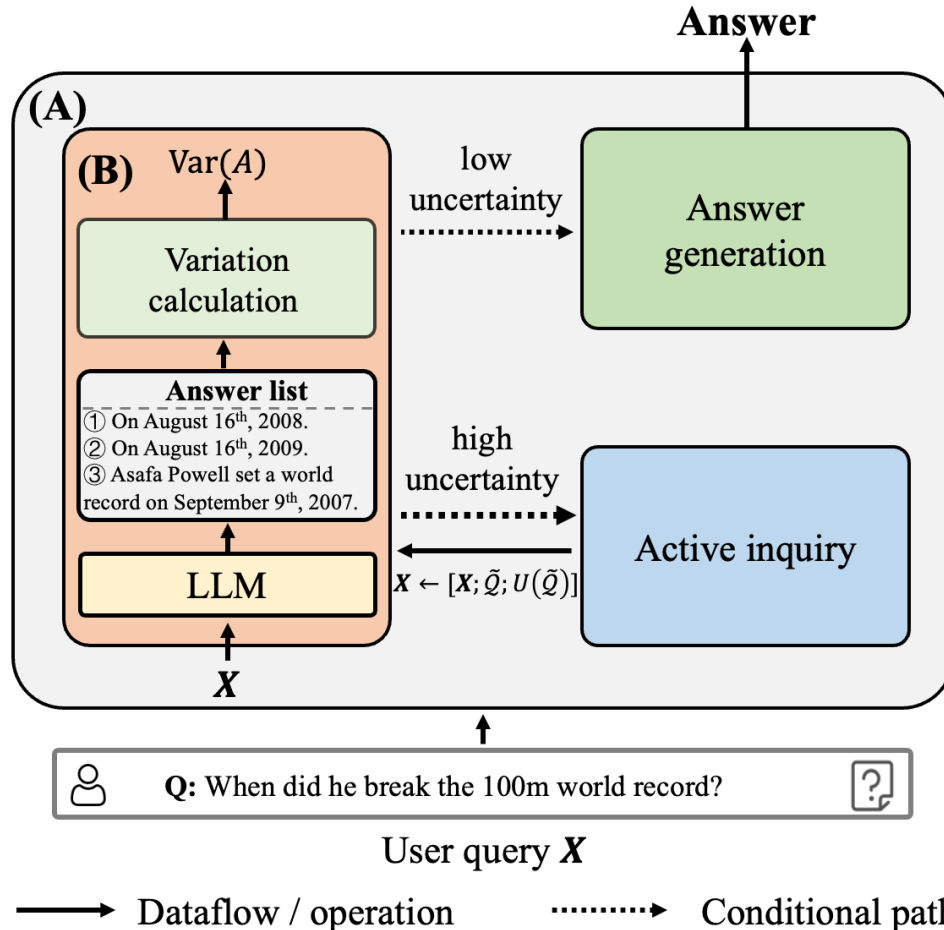 Answer
(A)
(B)
Var(A)
Variation
calculation
Answer list
① On August 16th, 2008.
② On August 16th, 2009.
③ Asafa Powell set a world
record on September 9th, 2007.
LLM
X
low
uncertainty
Answer
generation
high
uncertainty
X ← [X; Q̃; U(Q̃)]
Active inquiry
Q: When did he break the 100m world record?
?
User query X
Dataflow / operation
Conditional path